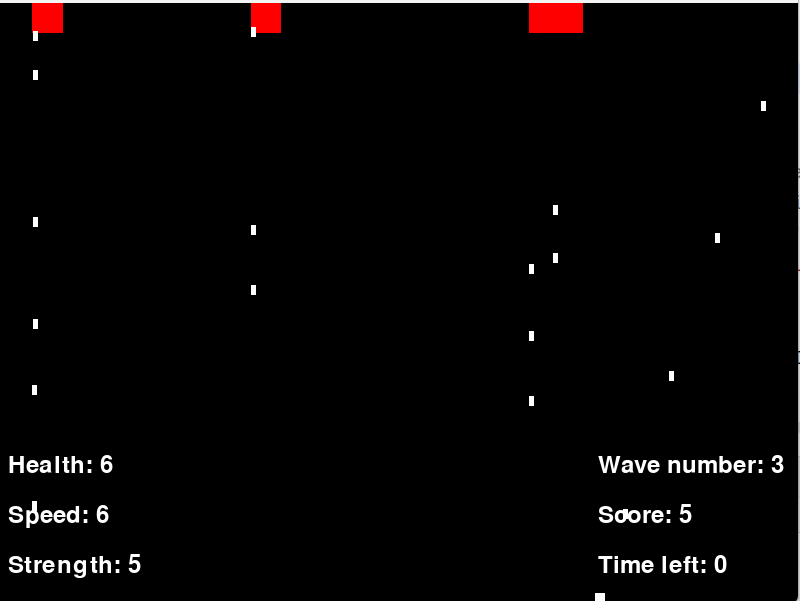 Health: 6
Speed: 6
Strength: 5
Wave number: 3
Score: 5
Time left: 0